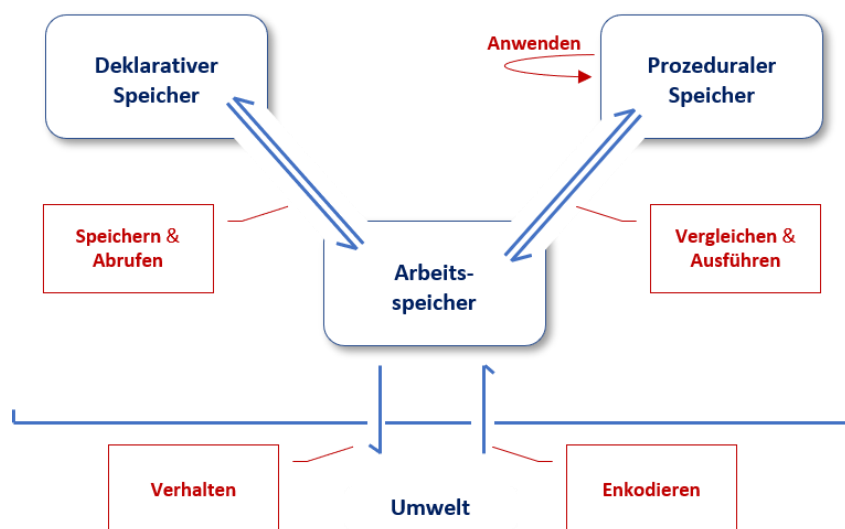 Anwenden
Deklarativer
Speicher
Prozeduraler
Speicher
Speichern &
Abrufen
Vergleichen &
Ausführen
Arbeits-
speicher
Verhalten
Enkodieren
Umwelt